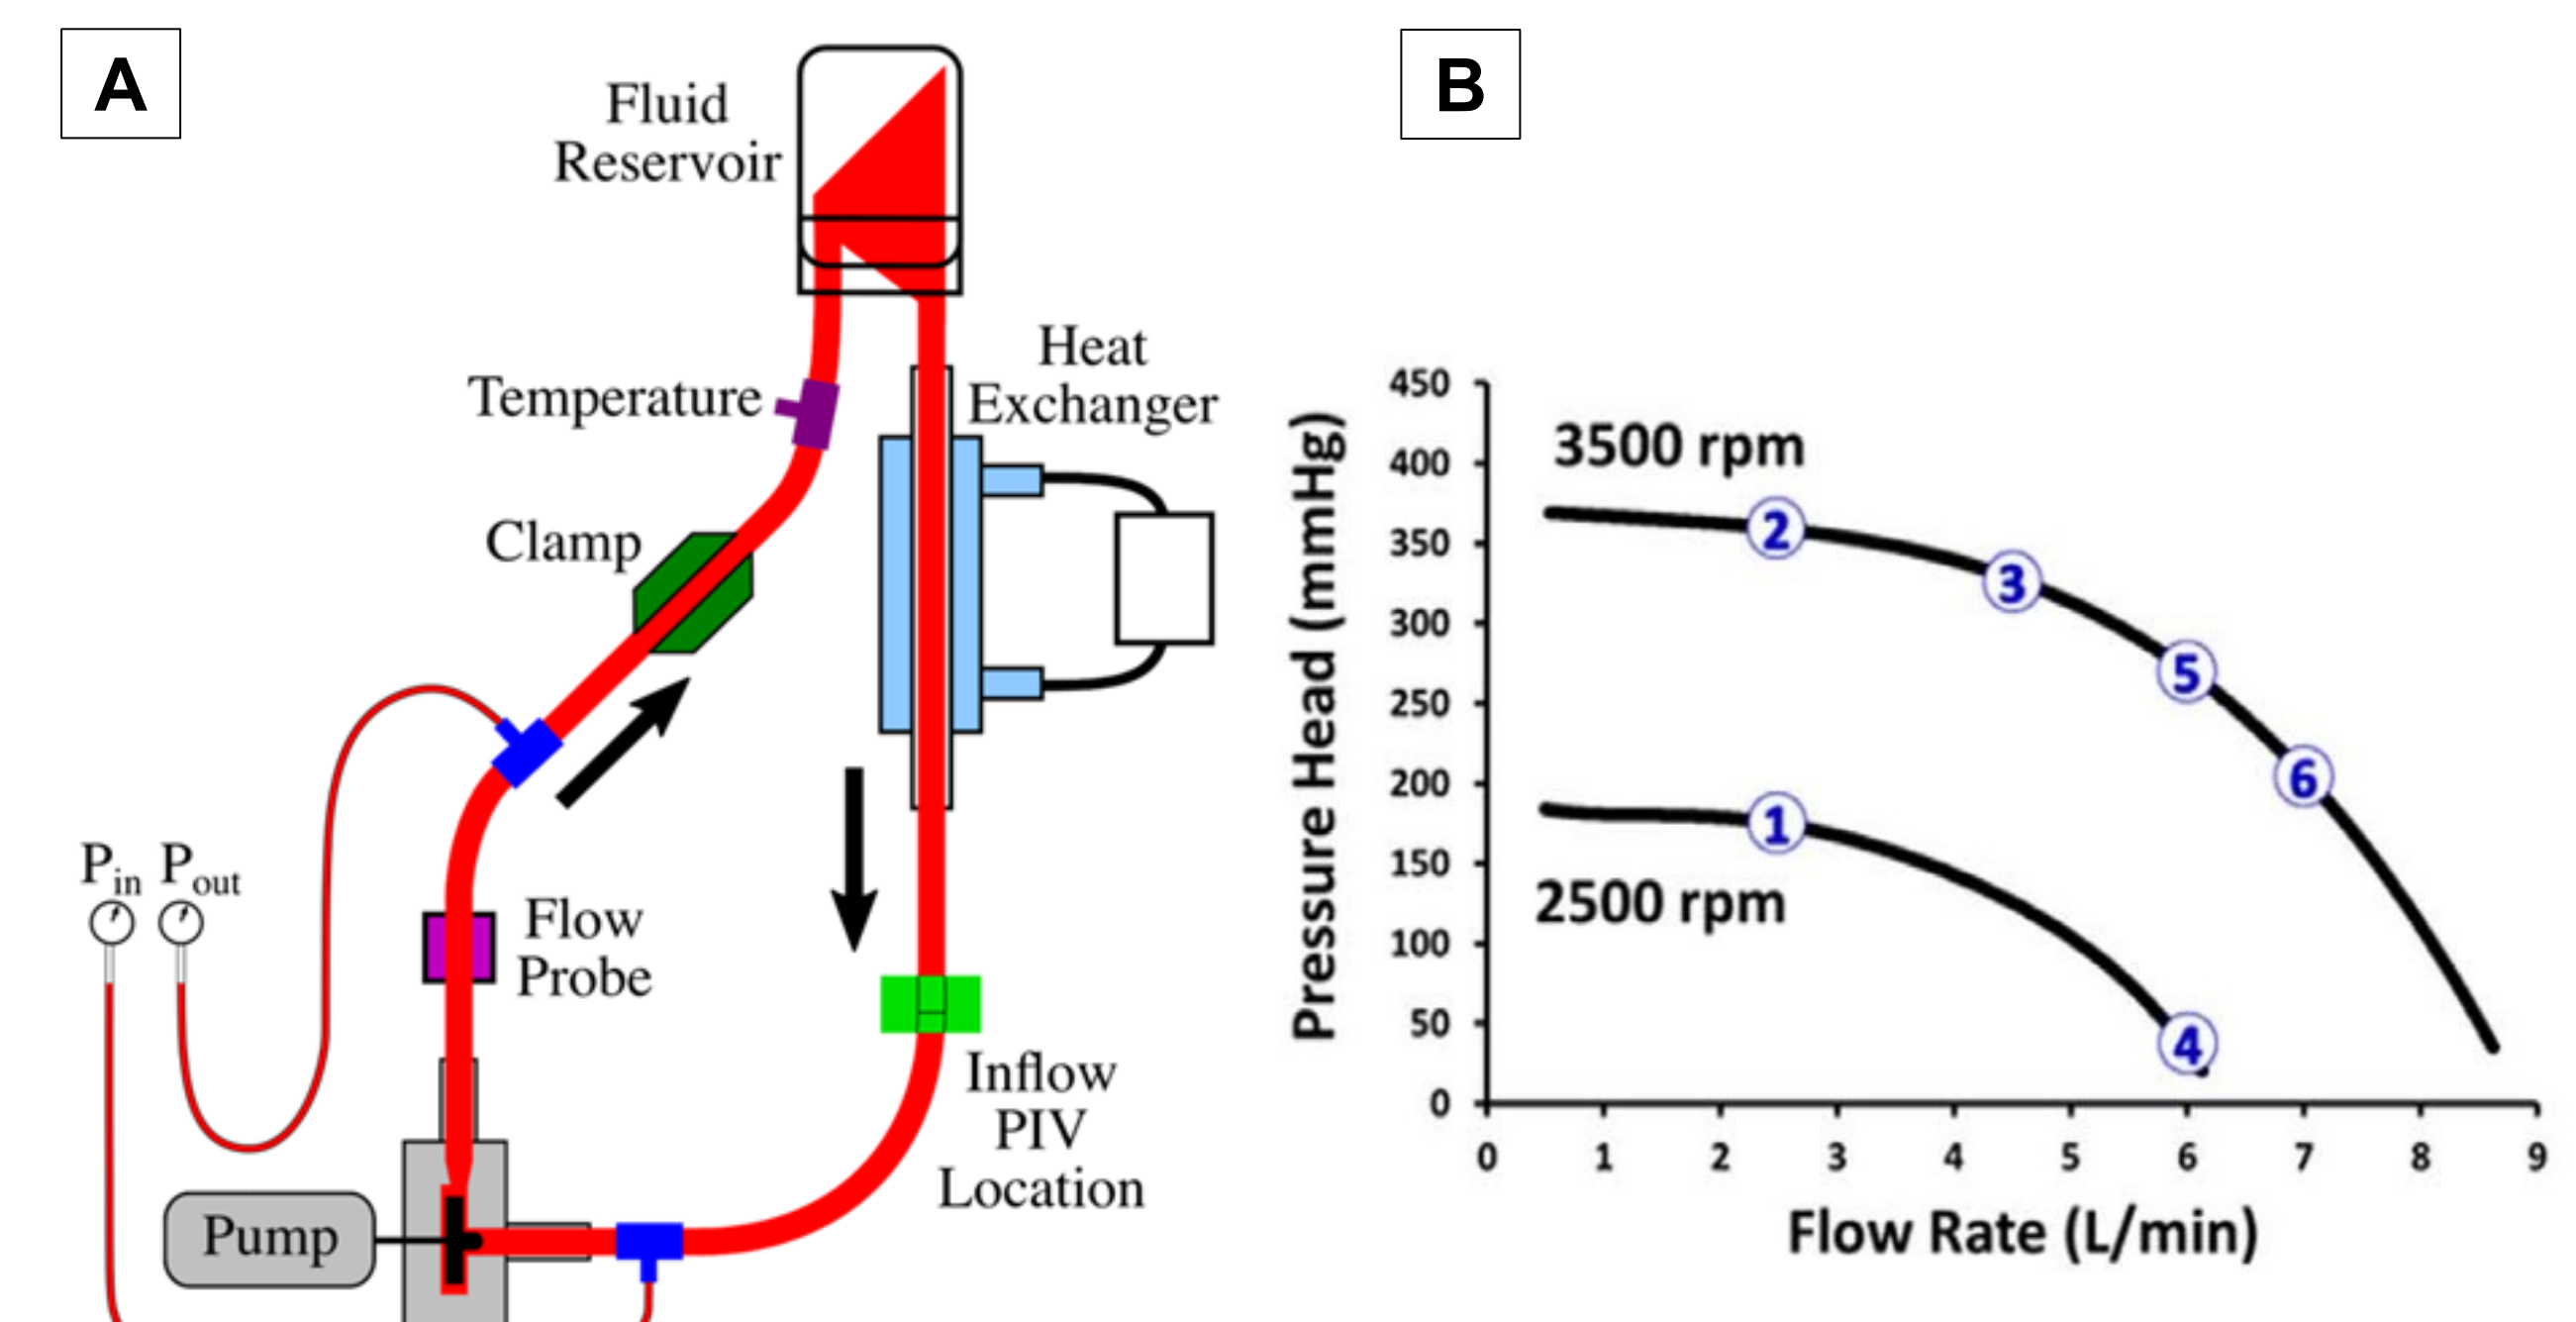 A
Fluid
Reservoir
Temperature
Heat
Exchanger
Clamp
P_in P_out
Flow
Probe
Inflow
PIV
Location
Pump
B
Pressure Head (mmHg)
450
400
350
300
250
200
150
100
50
0
3500 rpm
2
3
5
6
1
2500 rpm
4
0 1 2 3 4 5 6 7 8 9
Flow Rate (L/min)